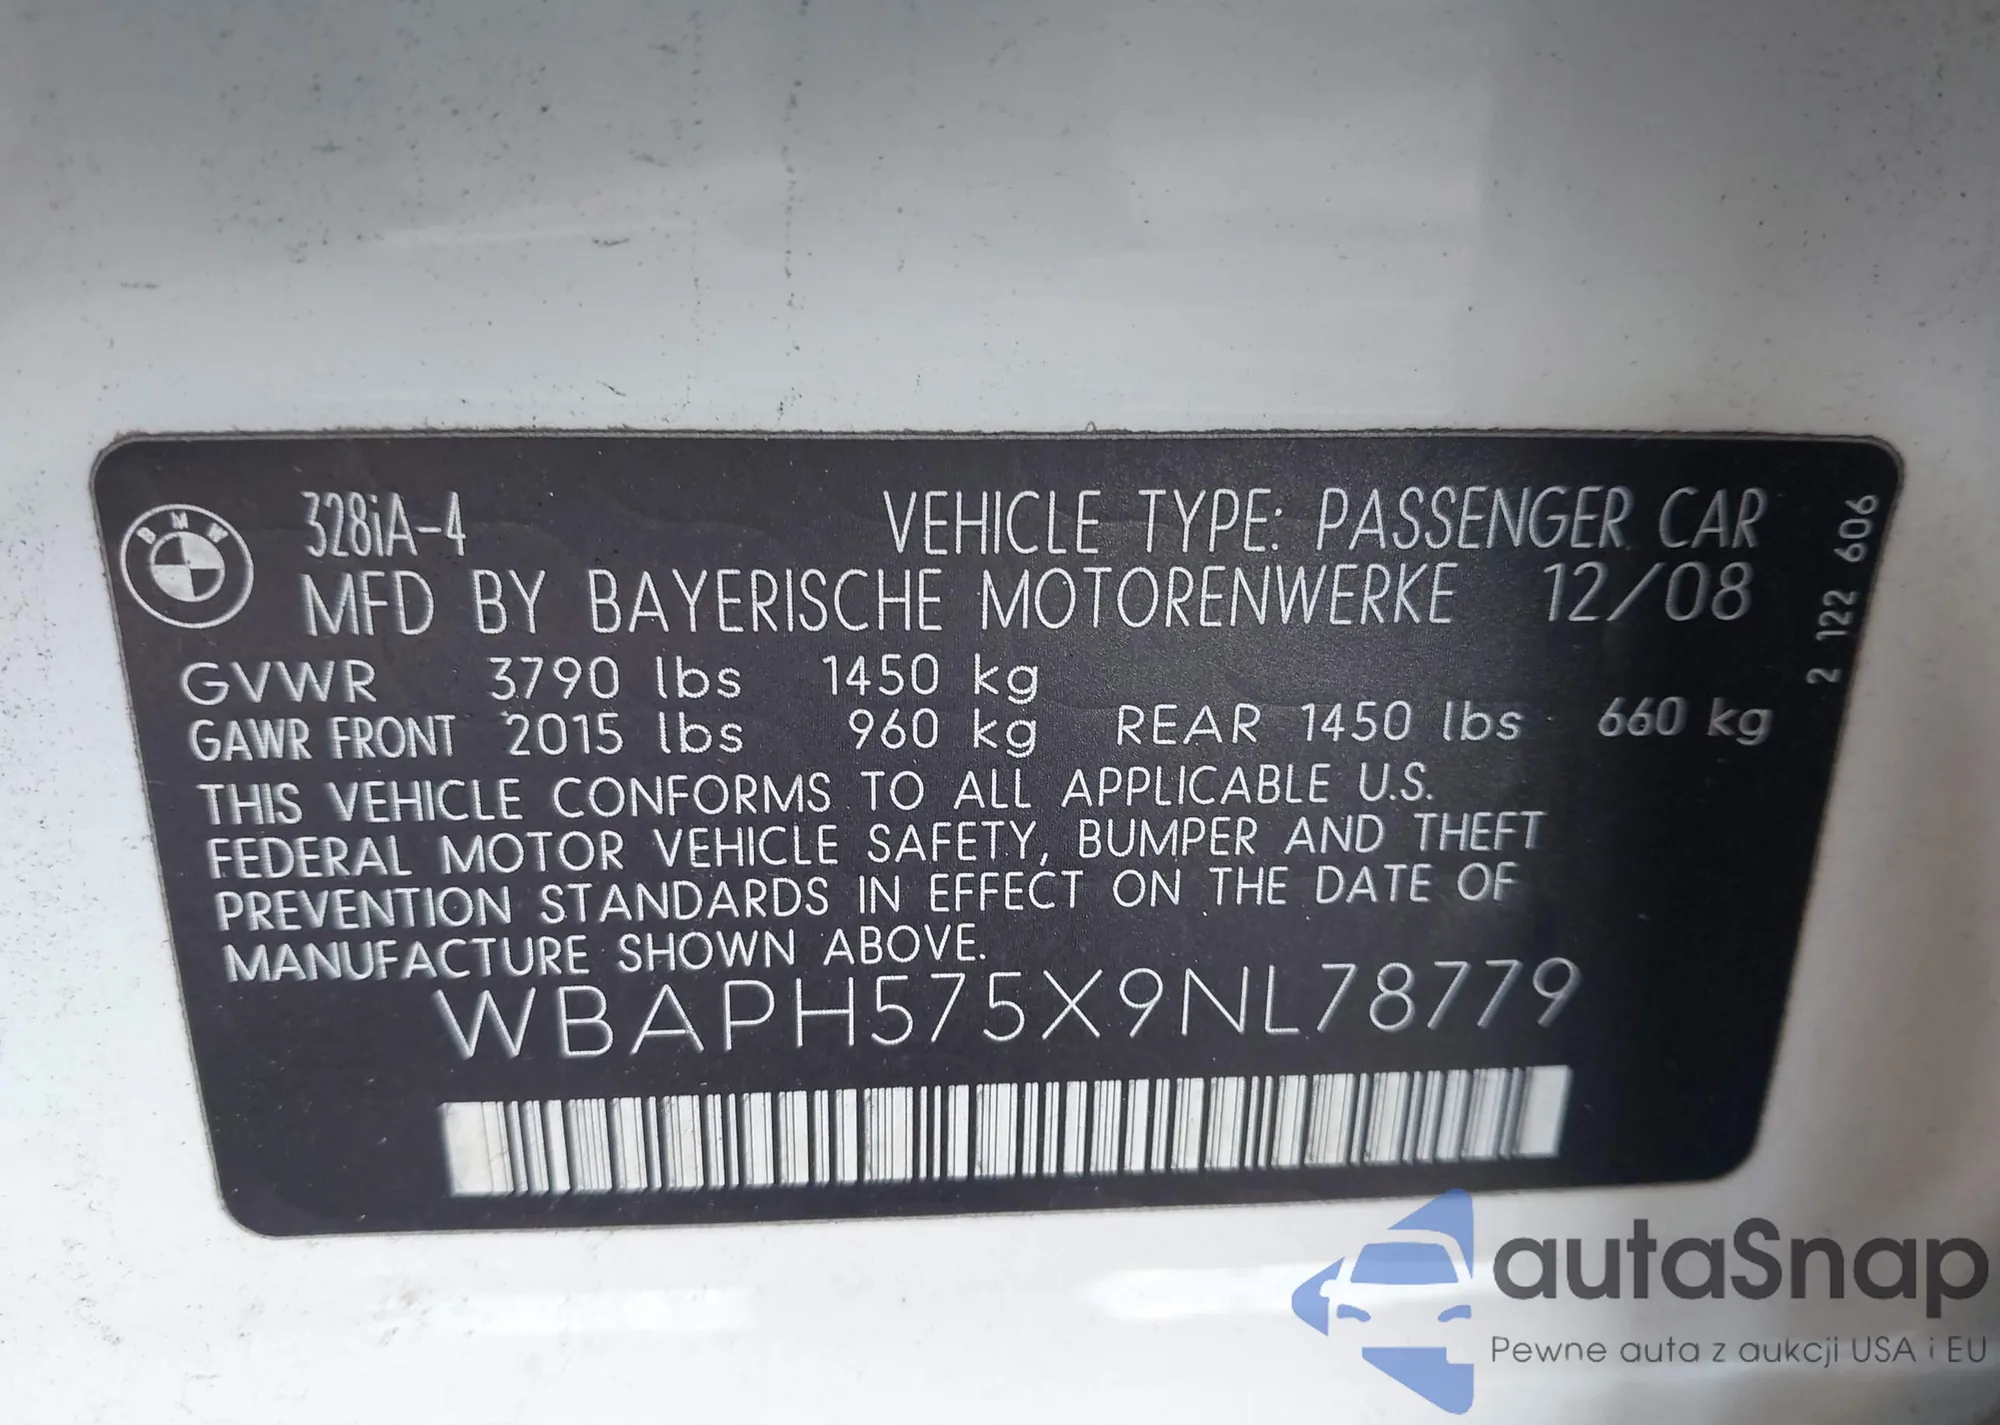 BMW
328iA-4 VEHICLE TYPE: PASSENGER CAR
MFD BY BAYERISCHE MOTORENWERKE 12/08
GVWR 3790 lbs 1450 kg
GAWR FRONT 2015 lbs 960 kg REAR 1450 lbs 660 kg
THIS VEHICLE CONFORMS TO ALL APPLICABLE U.S.
FEDERAL MOTOR VEHICLE SAFETY, BUMPER AND THEFT
PREVENTION STANDARDS IN EFFECT ON THE DATE OF
MANUFACTURE SHOWN ABOVE.
WBAPH575X9NL78779
2 122 606
autaSnap
Pewne auta z aukcji USA i EU